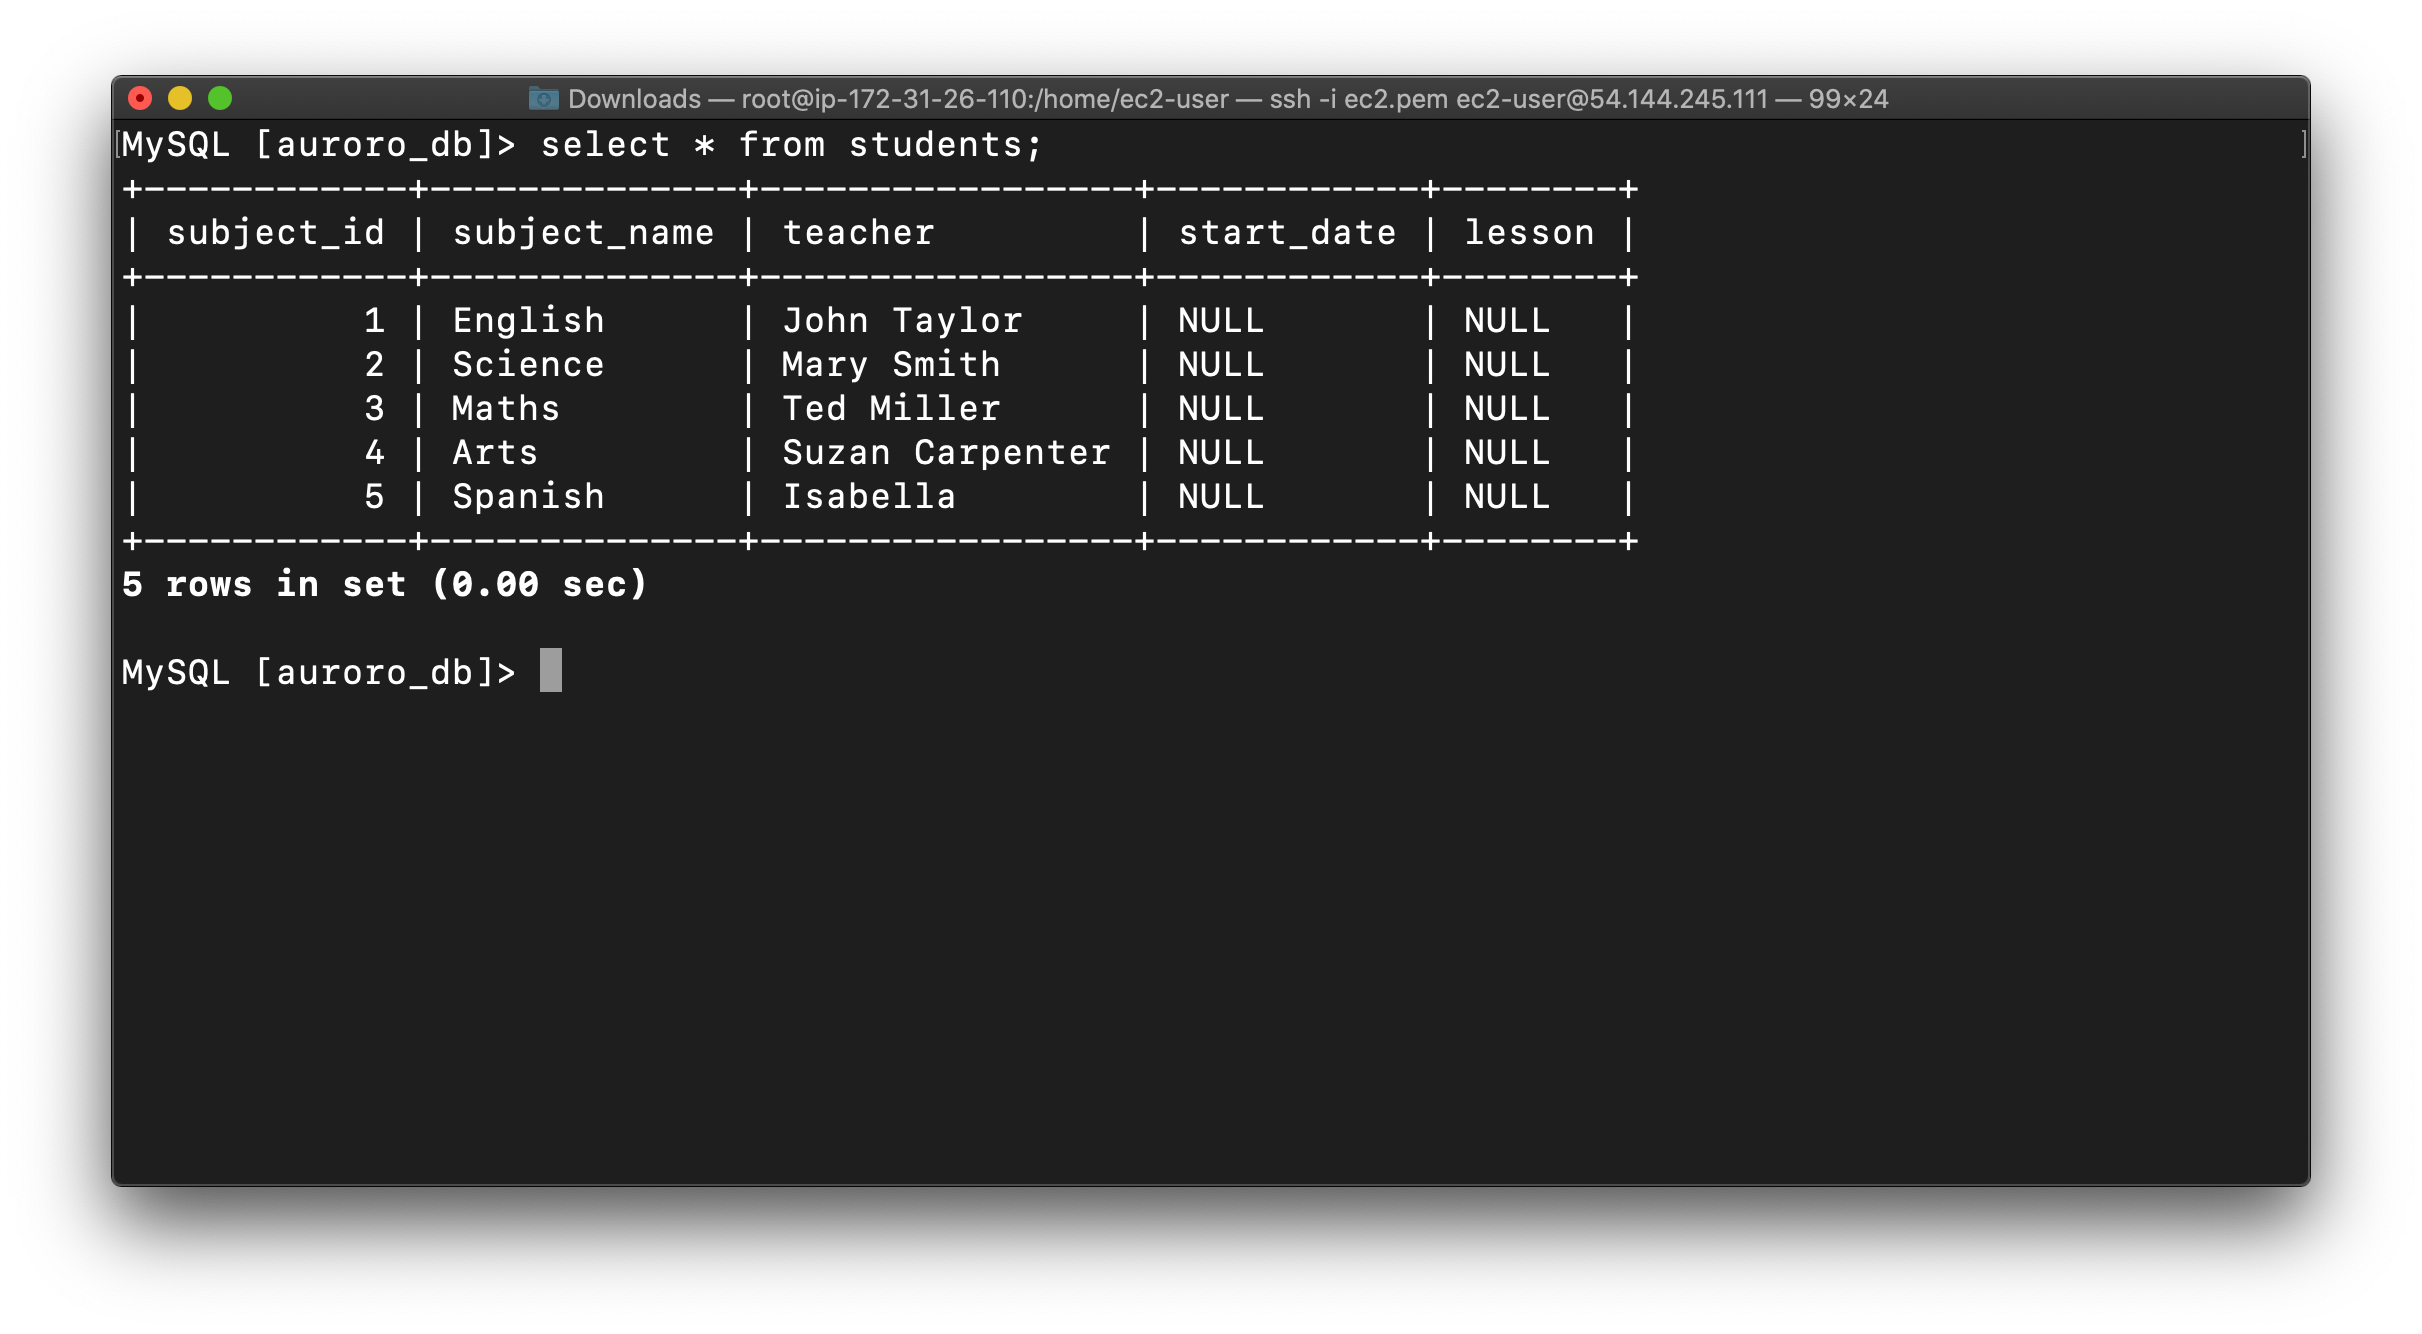 Downloads — root@ip-172-31-26-110:/home/ec2-user — ssh -i ec2.pem ec2-user@54.144.245.111 — 99×24
[MySQL [auroro_db]> select * from students; ]
+------------+--------------+-----------------+------------+--------+
| subject_id | subject_name | teacher         | start_date | lesson |
+------------+--------------+-----------------+------------+--------+
|          1 | English      | John Taylor     | NULL       | NULL   |
|          2 | Science      | Mary Smith      | NULL       | NULL   |
|          3 | Maths        | Ted Miller      | NULL       | NULL   |
|          4 | Arts         | Suzan Carpenter | NULL       | NULL   |
|          5 | Spanish      | Isabella        | NULL       | NULL   |
+------------+--------------+-----------------+------------+--------+
5 rows in set (0.00 sec)
MySQL [auroro_db]>